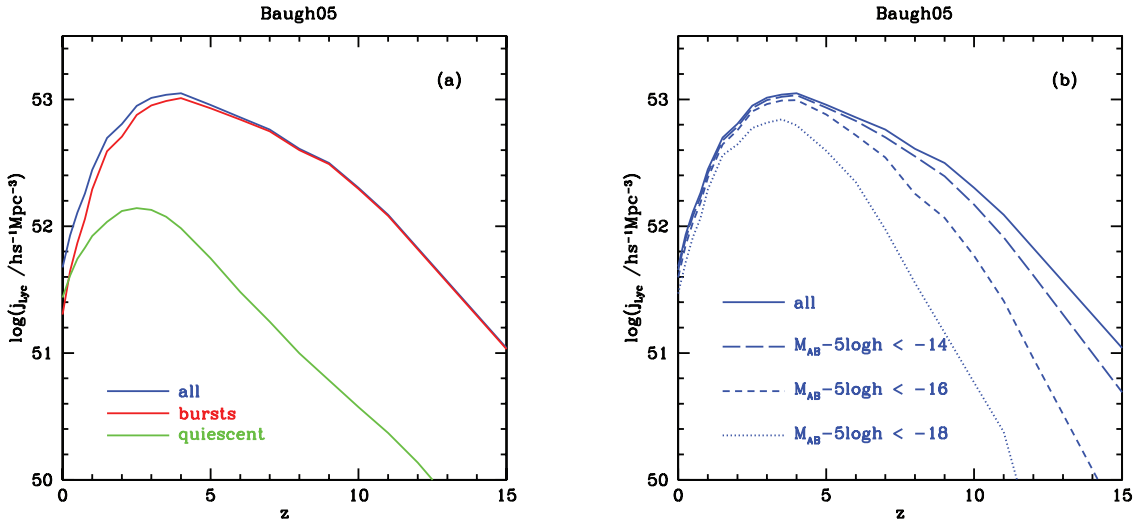 Baugh05
(a)
log(j_Lyc /hs⁻¹Mpc⁻³)
53
52
51
50
all
bursts
quiescent
0 5 10 15
z
Baugh05
(b)
log(j_Lyc /hs⁻¹Mpc⁻³)
53
52
51
50
all
M_AB-5logh < -14
M_AB-5logh < -16
M_AB-5logh < -18
0 5 10 15
z